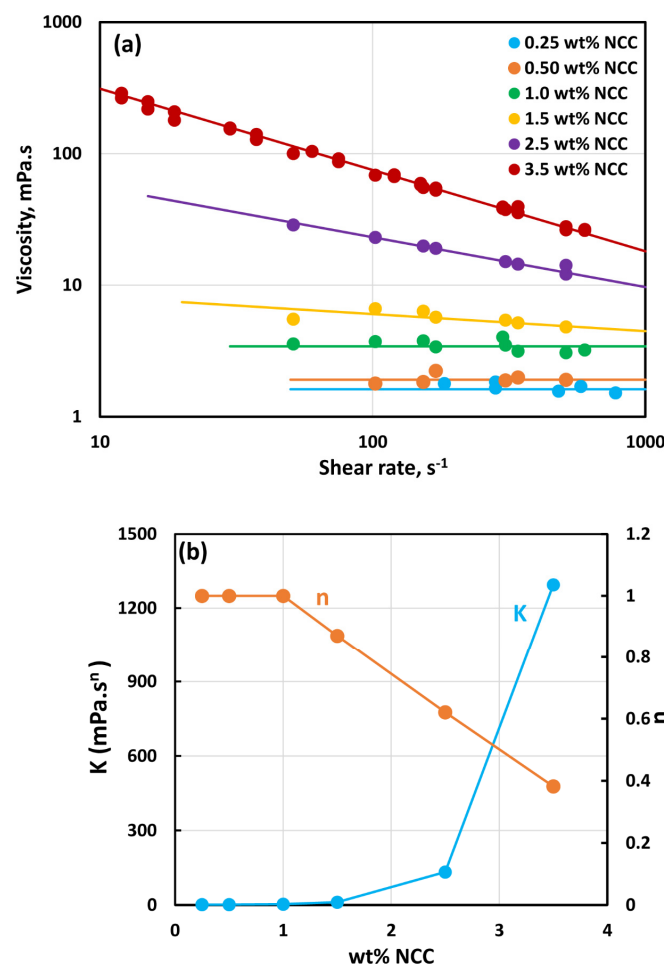 (a)
1000
100
10
1
10
100
1000
Viscosity, mPa.s
Shear rate, s⁻¹
0.25 wt% NCC
0.50 wt% NCC
1.0 wt% NCC
1.5 wt% NCC
2.5 wt% NCC
3.5 wt% NCC
(b)
1500
1200
900
600
300
0
K (mPa.sⁿ)
n
K
1.2
1
0.8
0.6
0.4
0.2
0
n
0
1
2
3
4
wt% NCC